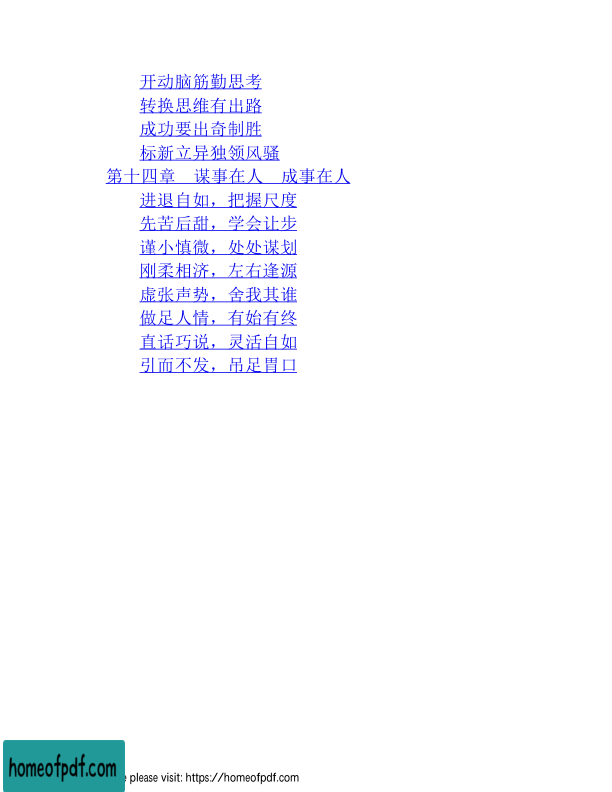 开动脑筋勤思考
转换思维有出路
成功要出奇制胜
标新立异独领风骚
第十四章　谋事在人　成事在人
进退自如，把握尺度
先苦后甜，学会让步
谨小慎微，处处谋划
刚柔相济，左右逢源
虚张声势，舍我其谁
做足人情，有始有终
直话巧说，灵活自如
引而不发，吊足胃口
homeofpdf.com
please visit: https://homeofpdf.com